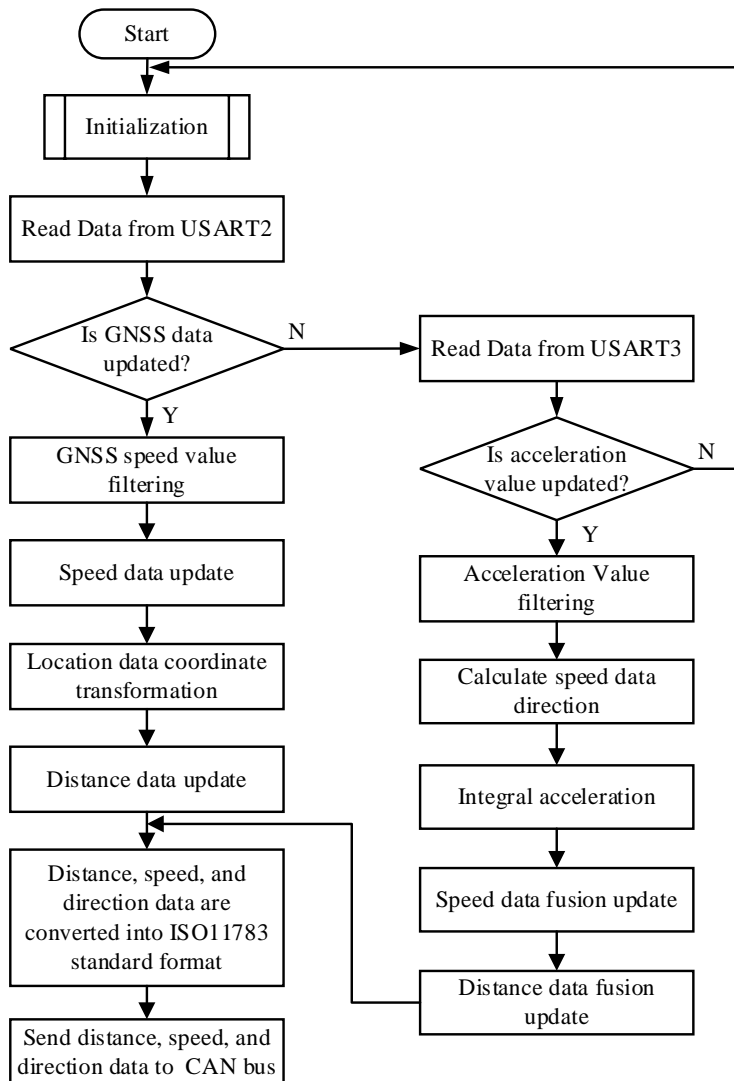 Start
Initialization
Read Data from USART2
Is GNSS data
updated?
N
Y
GNSS speed value
filtering
Speed data update
Location data coordinate
transformation
Distance data update
Distance, speed, and
direction data are
converted into ISO11783
standard format
Send distance, speed, and
direction data to CAN bus
Read Data from USART3
Is acceleration
value updated?
N
Y
Acceleration Value
filtering
Calculate speed data
direction
Integral acceleration
Speed data fusion update
Distance data fusion
update